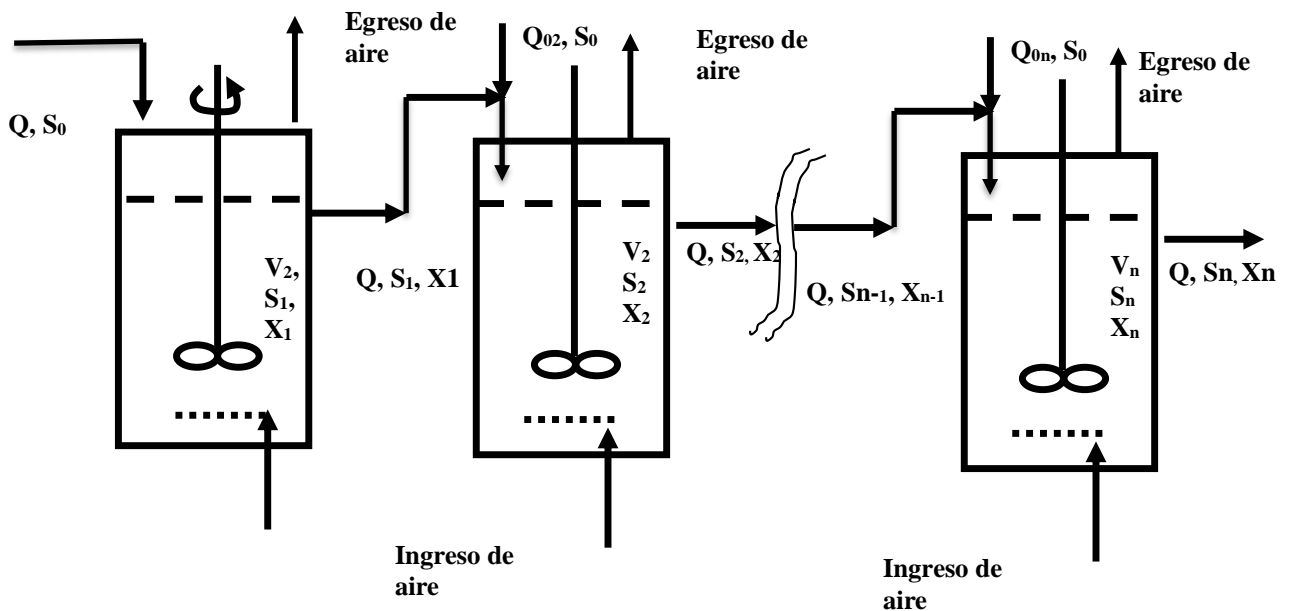 Egreso de
aire
Q₀₂, S₀
Egreso de
aire
Q₀ₙ, S₀
Egreso de
aire
Q, S₀
V₂,
S₁,
X₁
Q, S₁, X1
V₂
S₂
X₂
Q, S₂, X₂
Q, Sn-₁, Xₙ₋₁
Vₙ
Sₙ
Xₙ
Q, Sn, Xn
Ingreso de
aire
Ingreso de
aire